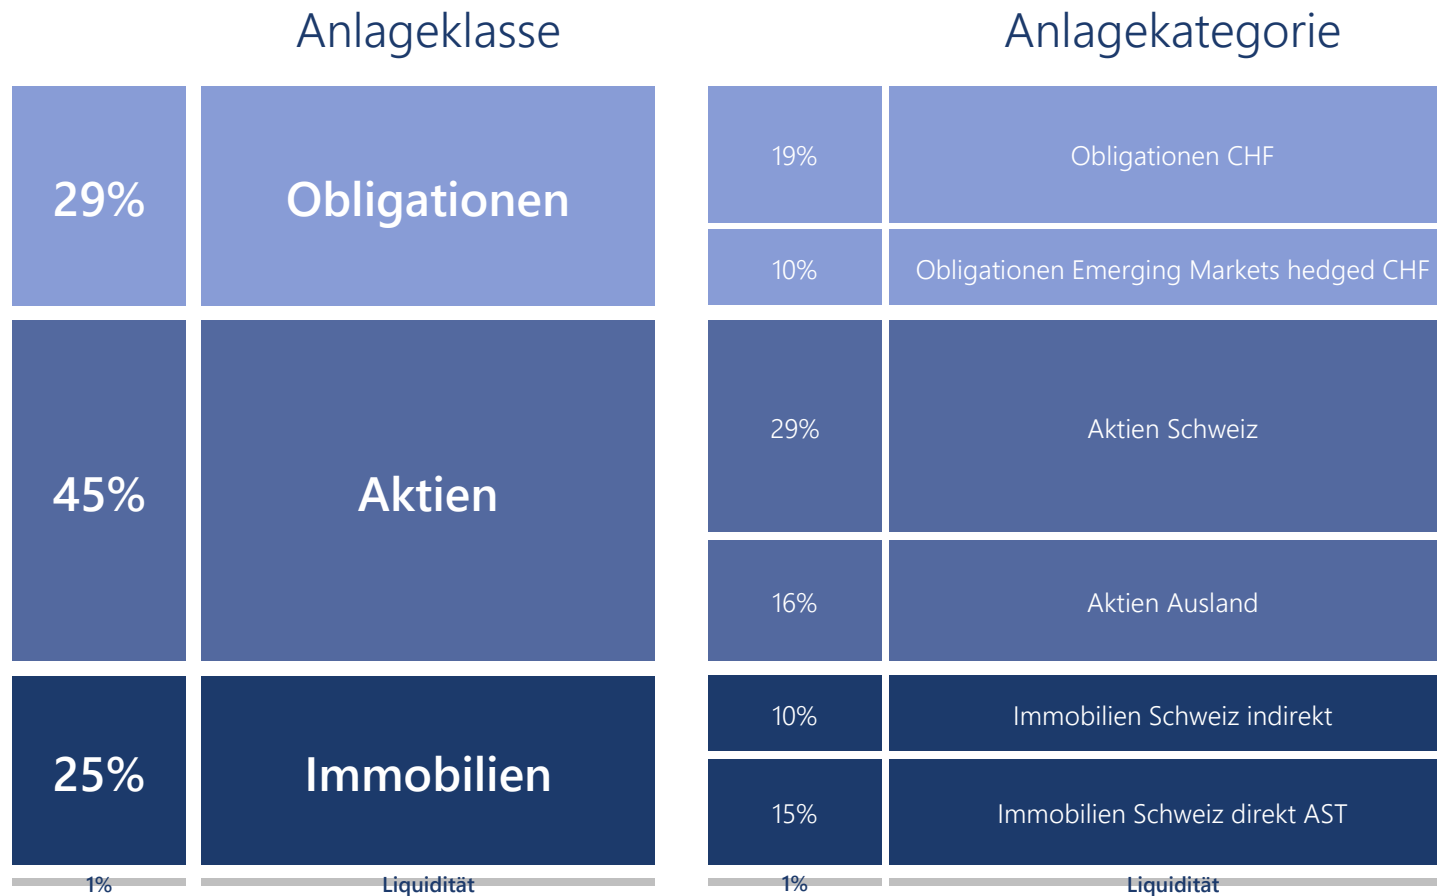 Anlageklasse
29% Obligationen
45% Aktien
25% Immobilien
1% Liquidität
Anlagekategorie
19% Obligationen CHF
10% Obligationen Emerging Markets hedged CHF
29% Aktien Schweiz
16% Aktien Ausland
10% Immobilien Schweiz indirekt
15% Immobilien Schweiz direkt AST
1% Liquidität